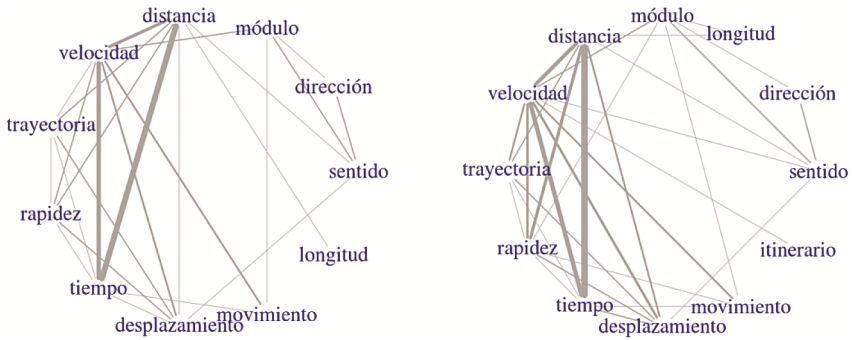 distancia
módulo
velocidad
dirección
trayectoria
sentido
rapidez
longitud
tiempo
movimiento
desplazamiento
módulo
distancia
longitud
velocidad
dirección
trayectoria
sentido
rapidez
itinerario
tiempo
movimiento
desplazamiento